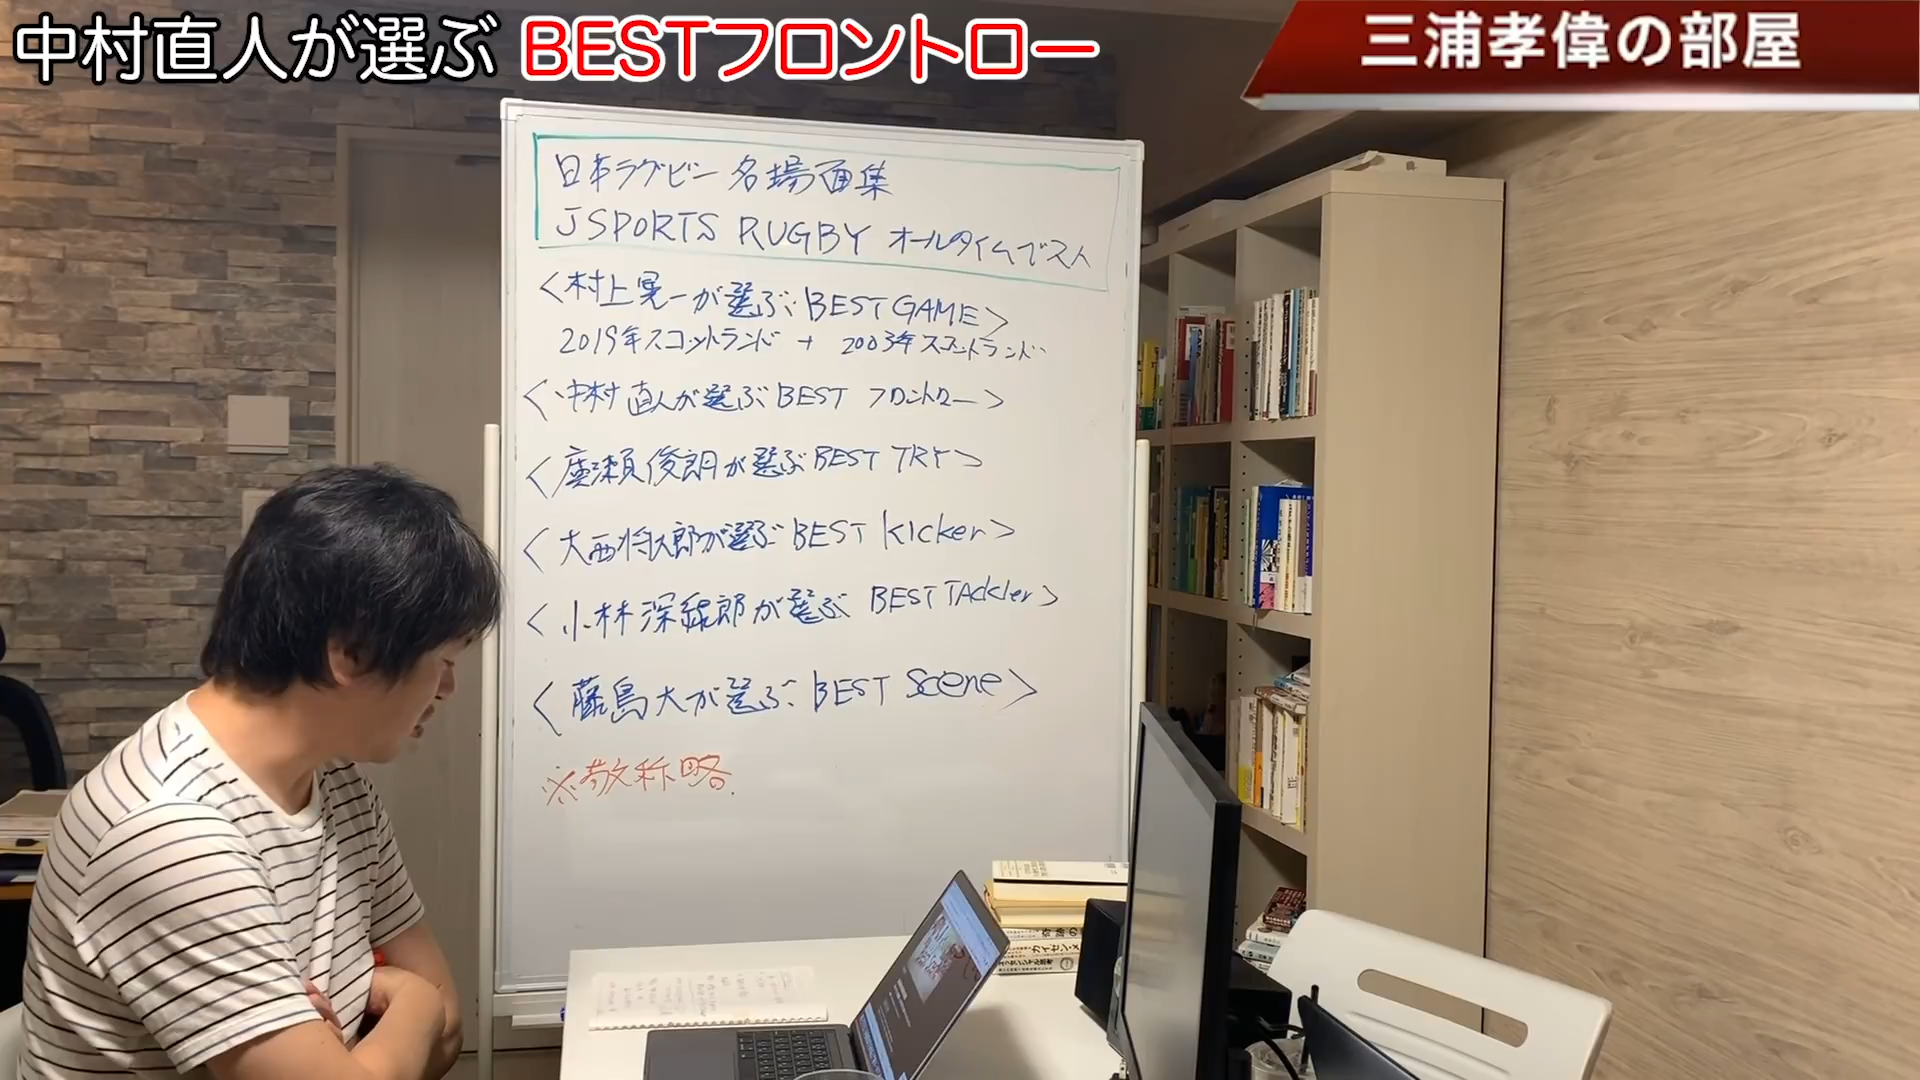 中村直人が選ぶ BESTフロントロー
三浦孝偉の部屋
日本ラグビー名場面集
JSPORTS RUGBY オールタイムベスト
<村上晃一が選ぶ BEST GAME>
2019年スコットランド + 2003年スコットランド
<中村直人が選ぶ BEST フロントロー>
<廣瀬俊朗が選ぶ BEST TRY>
<大西将太郎が選ぶ BEST Kicker>
<小林深緑郎が選ぶ BEST TAckler>
<藤島大が選ぶ BEST Scene>
※敬称略.